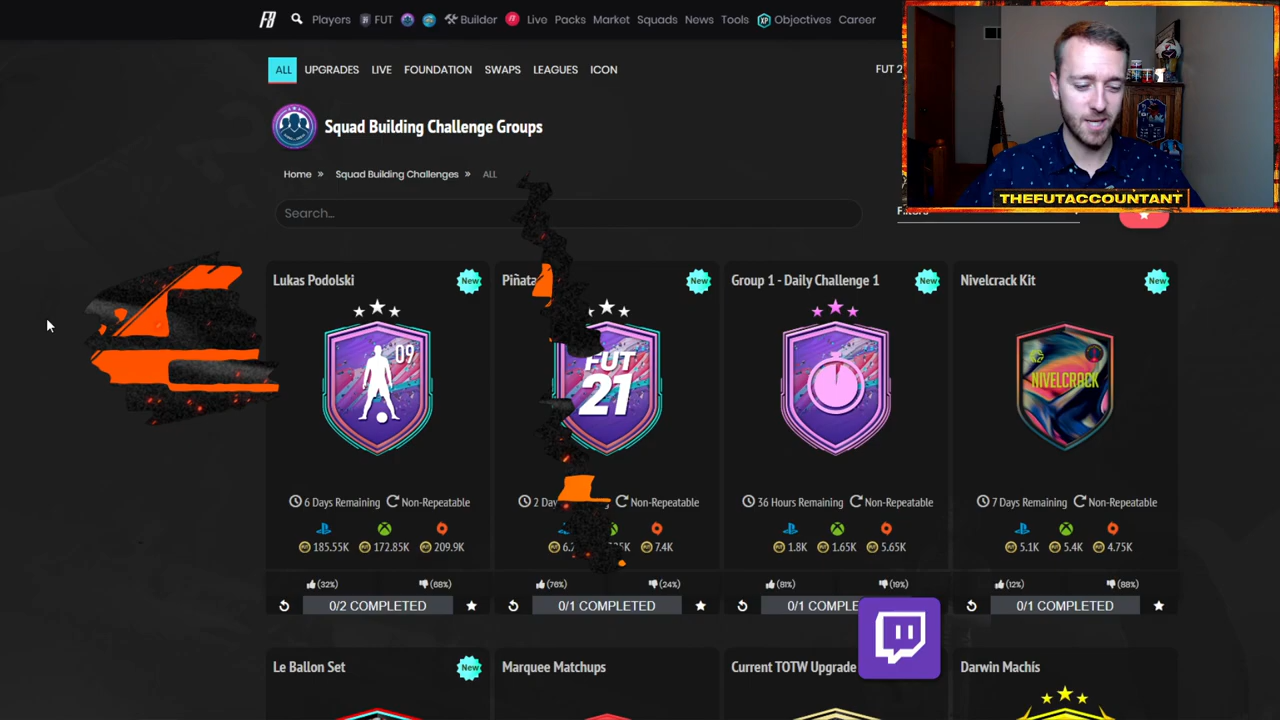 Players FUT Builder Live Packs Market Squads News Tools XP Objectives Career
ALL UPGRADES LIVE FOUNDATION SWAPS LEAGUES ICON
FUT 2
Squad Building Challenge Groups
Home » Squad Building Challenges » ALL
Search...
THEFUTACCOUNTANT
Lukas Podolski New
09
6 Days Remaining Non-Repeatable
185.55K 172.85K 209.9K
(32%) (68%)
0/2 COMPLETED
Piñata New
FUT 21
2 Da Non-Repeatable
7.4K
(76%) (24%)
0/1 COMPLETED
Group 1 - Daily Challenge 1 New
36 Hours Remaining Non-Repeatable
1.8K 1.65K 5.65K
(81%) (19%)
0/1 COMPLE
Nivelcrack Kit New
NIVELCRACK
7 Days Remaining Non-Repeatable
5.1K 5.4K 4.75K
(12%) (88%)
0/1 COMPLETED
Le Ballon Set New
Marquee Matchups
Current TOTW Upgrade
Darwin Machís